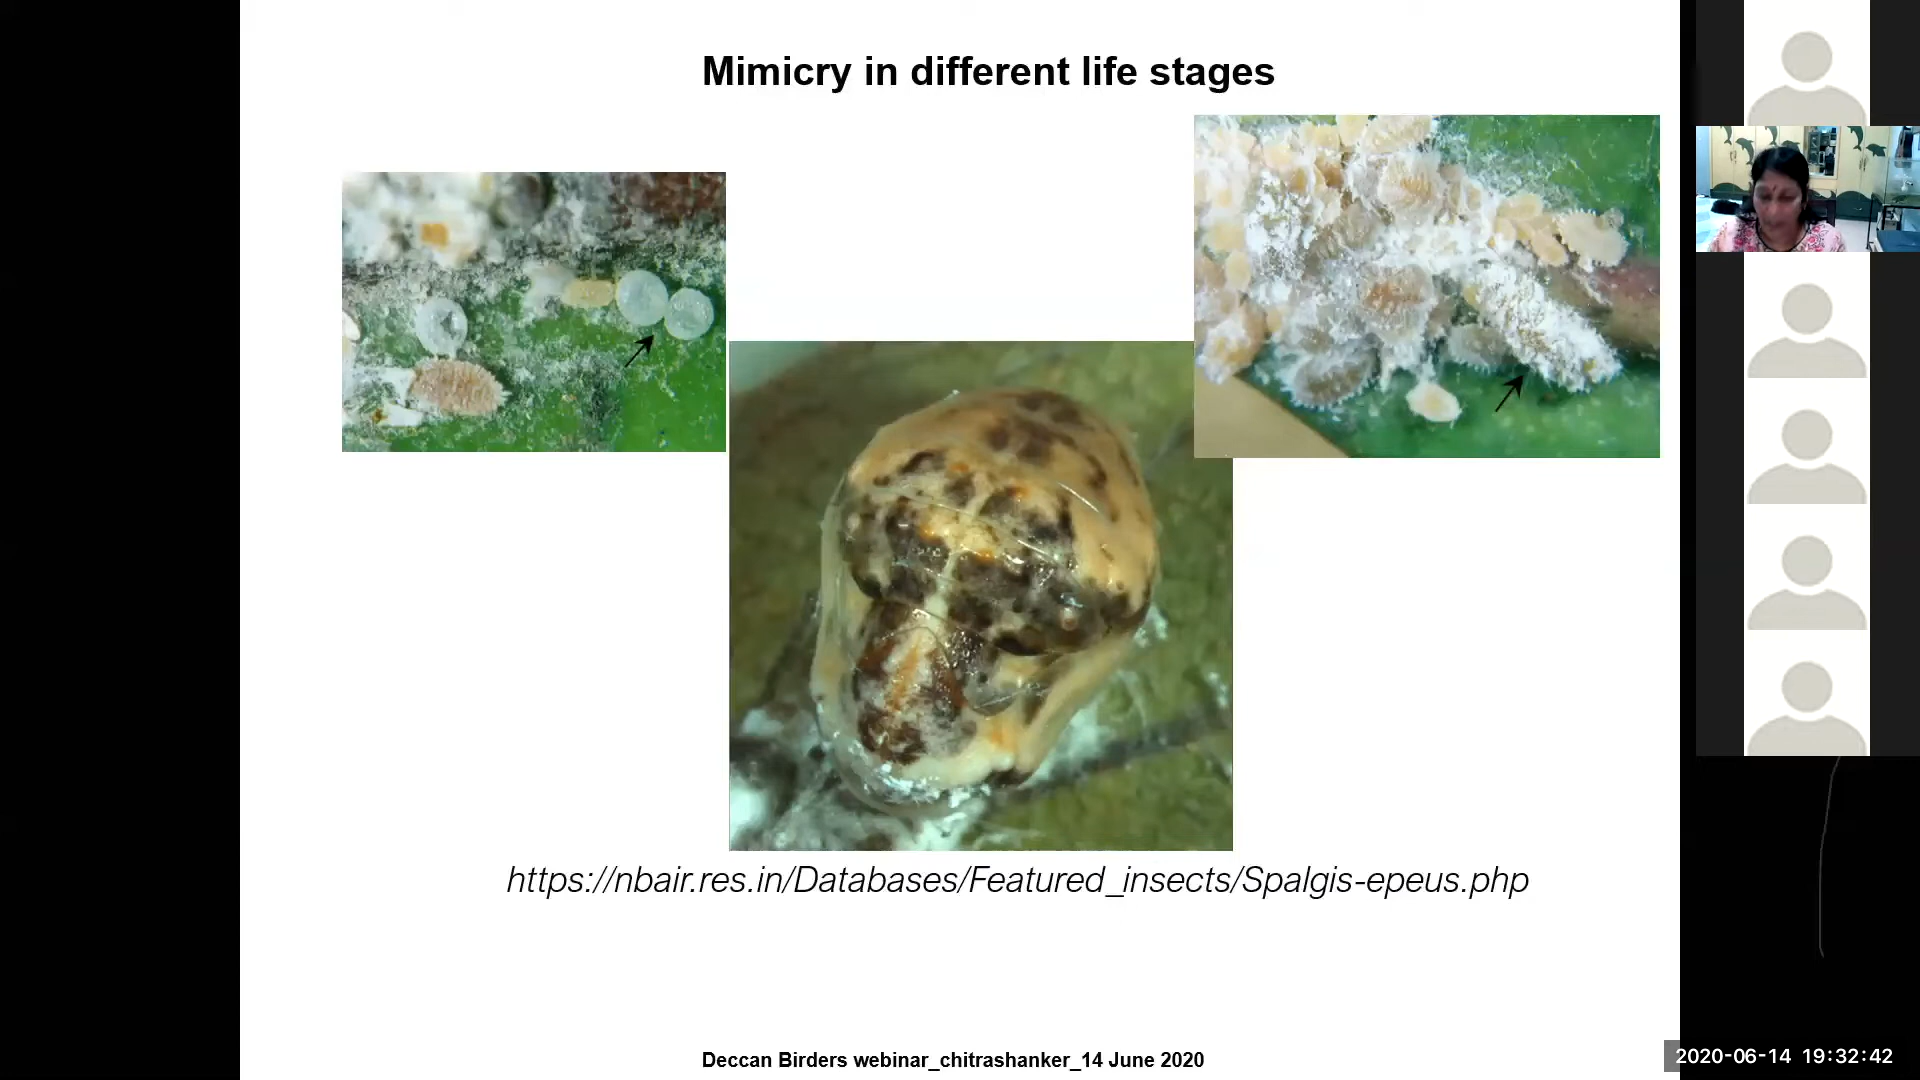 Mimicry in different life stages
https://nbair.res.in/Databases/Featured_insects/Spalgis-epeus.php
Deccan Birders webinar_chitrashanker_14 June 2020
2020-06-14 19:32:42